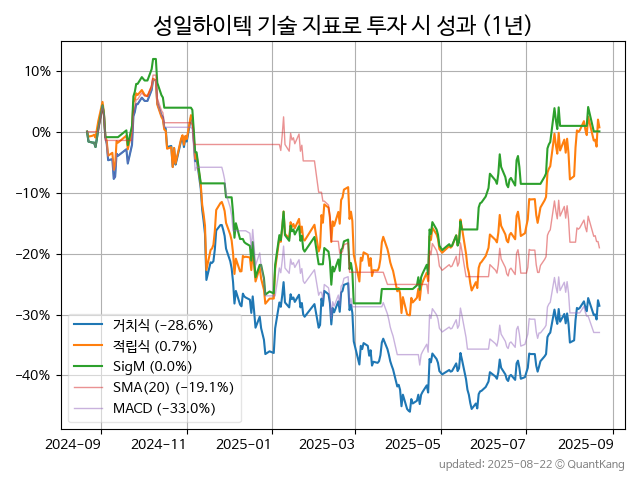 성일하이텍 기술 지표로 투자 시 성과 (1년)
10%
0%
−10%
−20%
−30%
−40%
거치식 (−28.6%)
적립식 (0.7%)
SigM (0.0%)
SMA(20) (−19.1%)
MACD (−33.0%)
2024-09 2024-11 2025-01 2025-03 2025-05 2025-07 2025-09
updated: 2025-08-22 © QuantKang